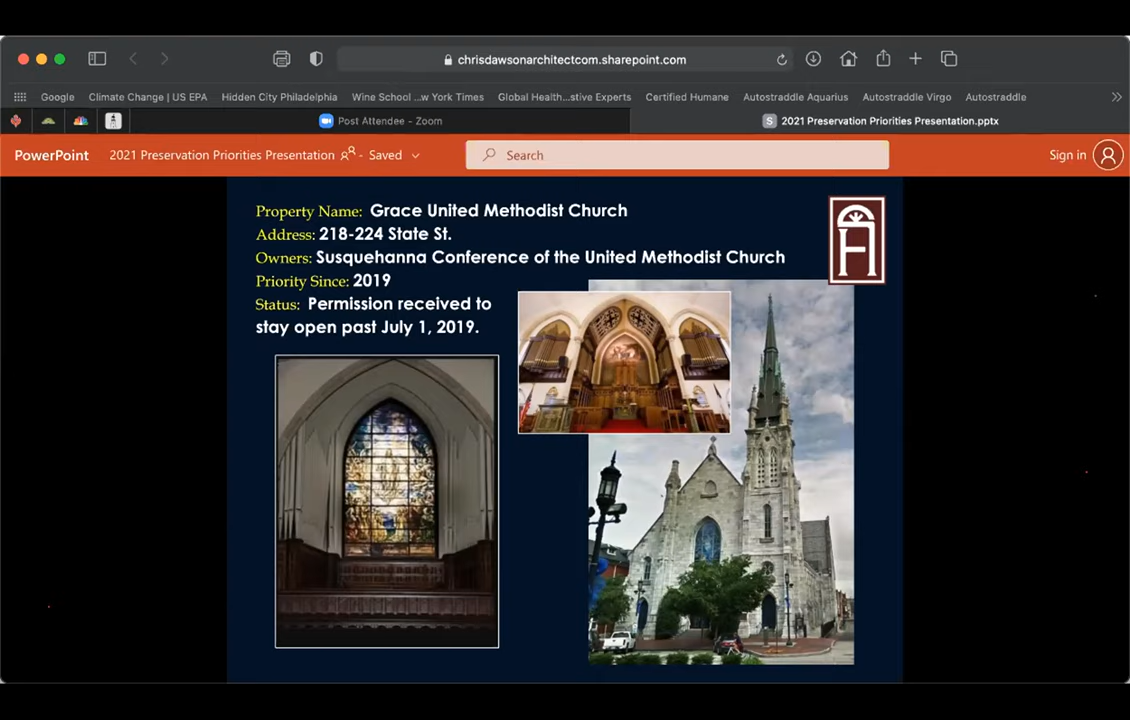 chrisdawsonarchitectcom.sharepoint.com
Google Climate Change | US EPA Hidden City Philadelphia Wine School ...w York Times Global Health...stive Experts Certified Humane Autostraddle Aquarius Autostraddle Virgo Autostraddle
Post Attendee - Zoom S 2021 Preservation Priorities Presentation.pptx
PowerPoint 2021 Preservation Priorities Presentation - Saved Search Sign in
Property Name: Grace United Methodist Church
Address: 218-224 State St.
Owners: Susquehanna Conference of the United Methodist Church
Priority Since: 2019
Status: Permission received to
stay open past July 1, 2019.